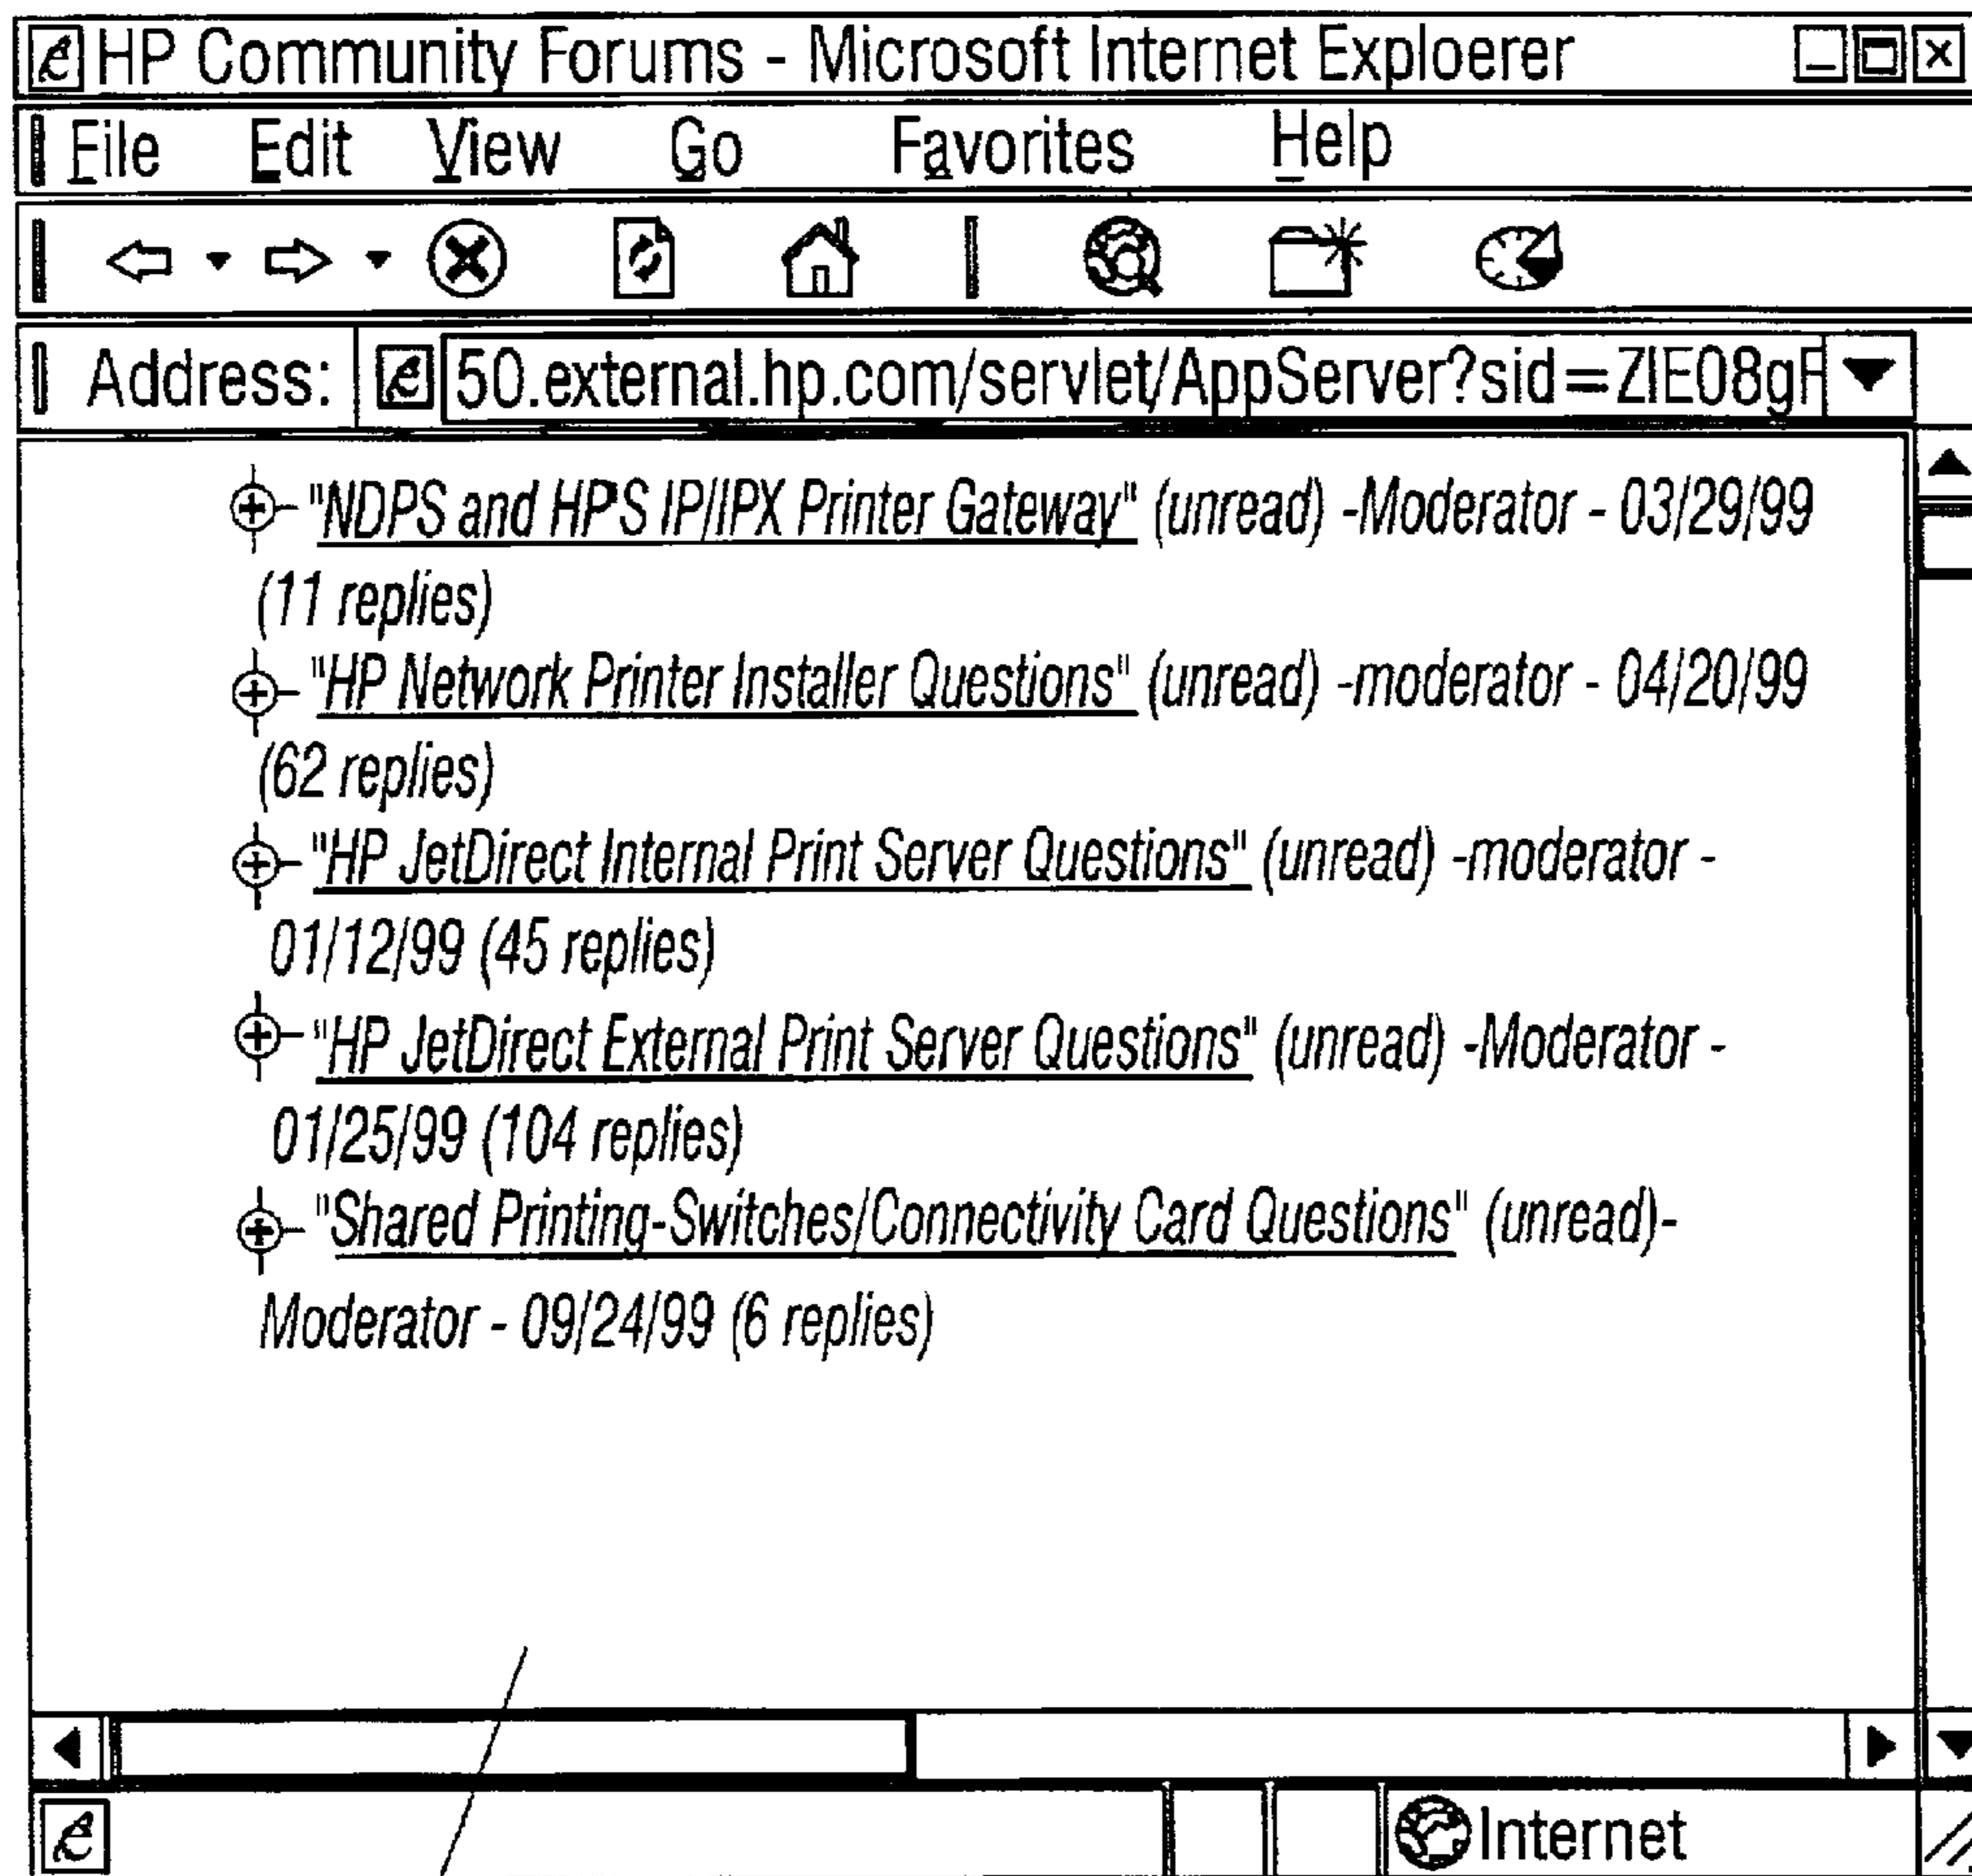 HP Community Forums - Microsoft Internet Exploerer
File Edit View Go Favorites Help
Address: 50.external.hp.com/servlet/AppServer?sid=ZIE08g
"NDPS and HP'S IP/IPX Printer Gateway" (unread) -Moderator - 03/29/99
(11 replies)
"HP Network Printer Installer Questions" (unread) -moderator - 04/20/99
(62 replies)
"HP JetDirect Internal Print Server Questions" (unread) -moderator -
01/12/99 (45 replies)
"HP JetDirect External Print Server Questions" (unread) -Moderator -
01/25/99 (104 replies)
"Shared Printing-Switches/Connectivity Card Questions" (unread)-
Moderator - 09/24/99 (6 replies)
Internet